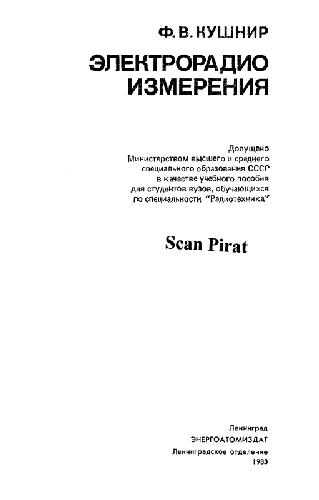 Ф. В. КУШНИР
ЭЛЕКТРОРАДИО
ИЗМЕРЕНИЯ
Допущено
Министерством высшего и среднего
специального образования СССР
в качестве учебного пособия
для студентов вузов, обучающихся
по специальности "Радиотехника"
Scan Pirat
Ленинград
ЭНЕРГОАТОМИЗДАТ
Ленинградское отделение
1983